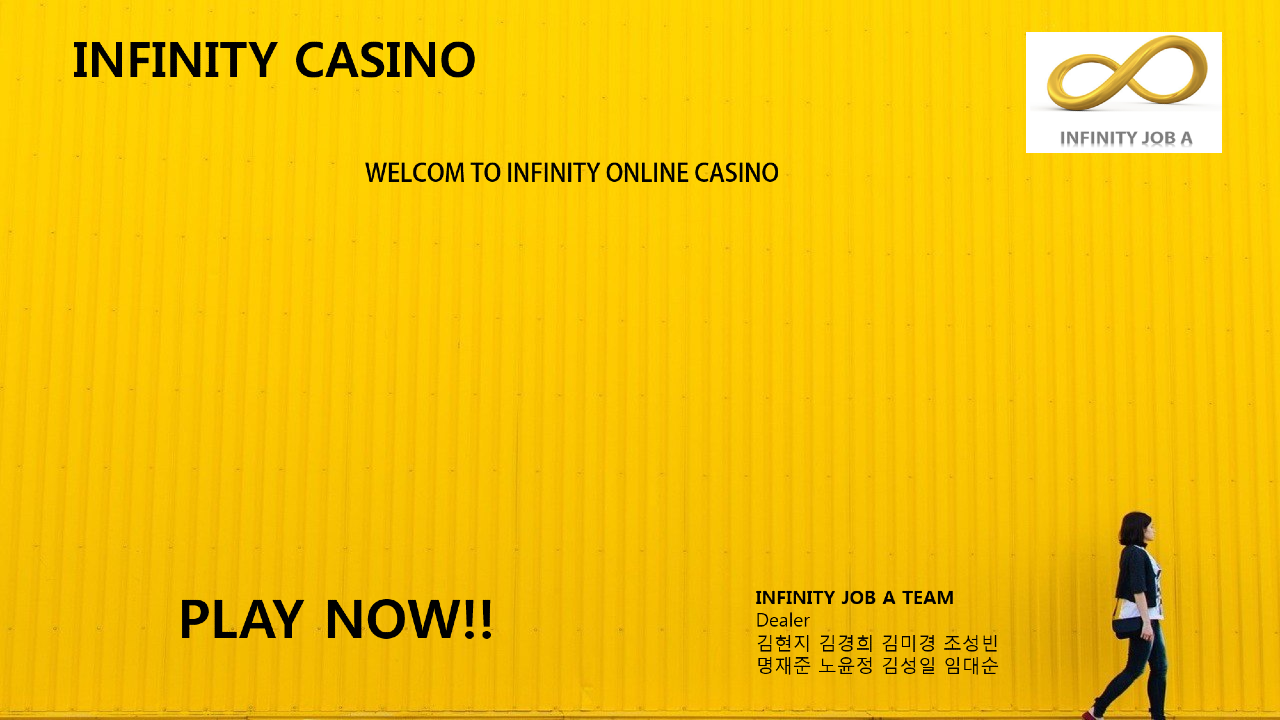 INFINITY CASINO
INFINITY JOB A
WELCOM TO INFINITY ONLINE CASINO
PLAY NOW!!
INFINITY JOB A TEAM
Dealer
김현지 김경희 김미경 조성빈
명재준 노윤정 김성일 임대순